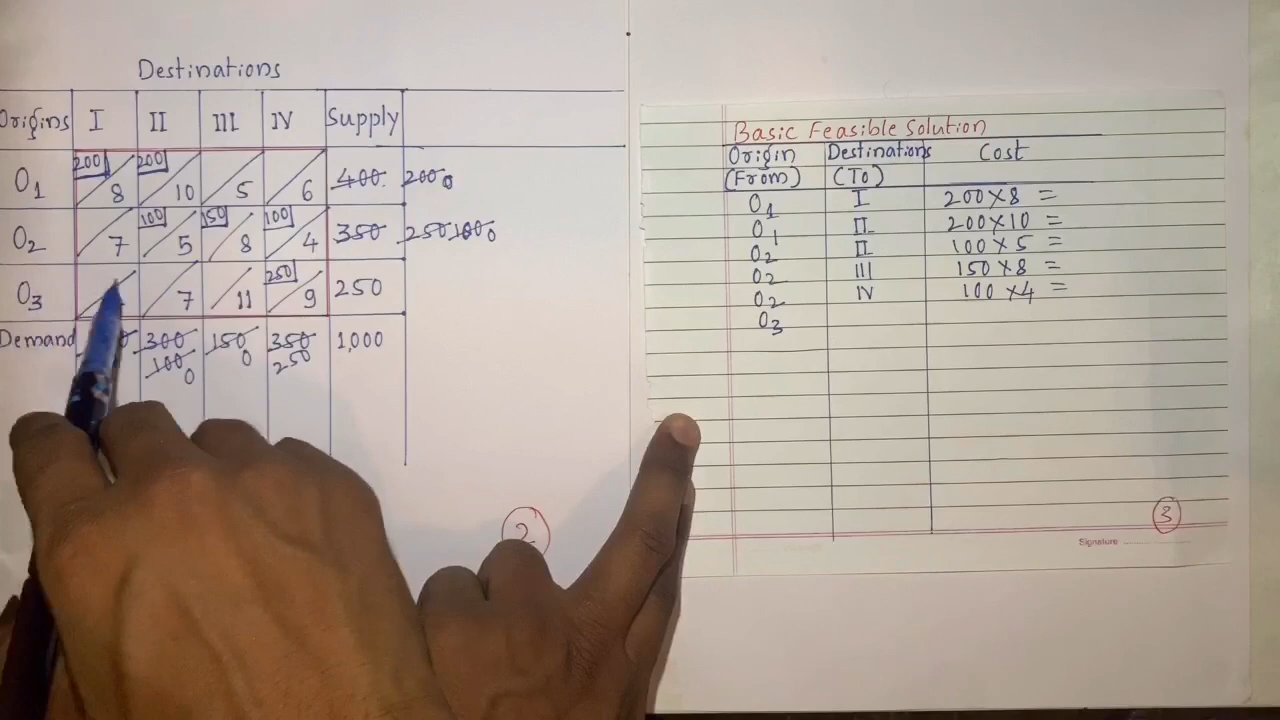 Destinations
Origins I II III IV Supply
O1 200 8 200 10 5 6 400 200 0
O2 7 100 5 150 8 100 4 350 250 100 0
O3 7 11 250 9 250
Demand 300 150 350 1,000
100 0 250
0
2
Basic Feasible Solution
Origin Destinations Cost
(From) (To)
O1 I 200 × 8 =
O1 II 200 × 10 =
O2 II 100 × 5 =
O2 III 150 × 8 =
O2 IV 100 × 4 =
O3
3
Signature